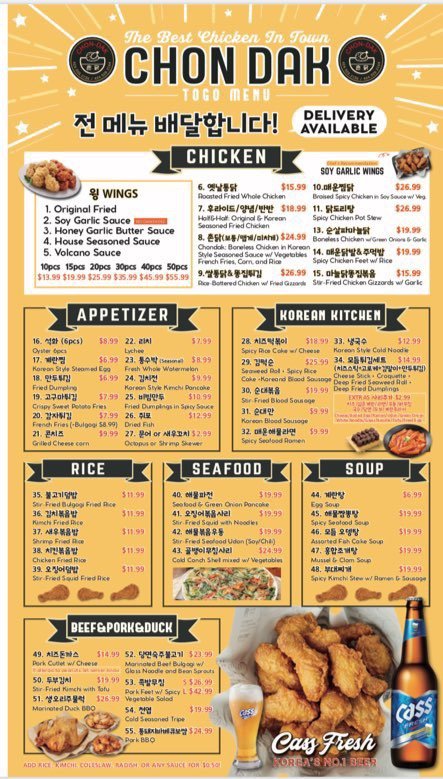 CHON-DAK
CHON-DAK
The Best Chicken In Town
CHON DAK
TOGO MENU
전 메뉴 배달합니다!
DELIVERY
AVAILABLE
CHICKEN
윙 WINGS
1. Original Fried
2. Soy Garlic Sauce
3. Honey Garlic Butter Sauce
4. House Seasoned Sauce
5. Volcano Sauce
10pcs 15pcs 20pcs 30pcs 40pcs 50pcs
$13.99 $19.99 $25.99 $35.99 $45.99 $55.99
6. 옛날통닭 $15.99
Roasted Fried Whole Chicken
7. 후라이드/양념/반반 $18.99
Half&Half: Original & Korean
Seasoned Fried Chicken
8. $24.99
Chondak: Boneless Chicken in Korean
Style Seasoned Sauce w/ Vegetables
French Fries, Corn, and Rice
9. 쌀통닭&똥집튀김 $26.99
Rice-Battered Chicken w/ Fried Gizzards
SOY GARLIC WINGS
10. 매운찜닭 $26.99
Braised Spicy Chicken in Soy Sauce w/ Veg.
11. 닭도리탕 $26.99
Spicy Chicken Pot Stew
13. 순살파마늘닭 $19.99
Boneless Chicken w/ Green Onions & Garlic
14. 매운닭발&주먹밥 $19.99
Spicy Chicken Feet w/ Rice
15. 마늘닭똥집볶음 $15.99
Stir-Fried Chicken Gizzards w/ Garlic
APPETIZER
16. 석화 (6pcs) $8.99
Oyster 6pcs
17. 계란찜 $6.99
Korean Style Steamed Egg
18. 만두튀김 $6.99
Fried Dumpling
19. 고구마튀김 $7.99
Crispy Sweet Potato Fries
20. 감자튀김 $7.99
French Fries (+Bulgogi $8.99)
21. 콘치즈 $9.99
Grilled Cheese corn
22. 리치 $7.99
Lychee
23. 통수박 (Seasonal) $8.99
Fresh Whole Watermelon
24. 김치전 $9.99
Korean Style Kimchi Pancake
25. 비빔만두 $10.99
Fried Dumplings in Spicy Sauce
26. 쥐포 $12.99
Dried Fish
27. 문어 or 새우꼬치 $2.99
Octopus or Shrimp Skewer
KOREAN KITCHEN
28. 치즈떡볶이 $18.99
Spicy Rice Cake w/ Cheese
29. 김떡순 $25.99
Seaweed Roll + Spicy Rice
Cake +Korean Blood Sausage
30. 순대볶음 $19.99
Stir-Fried Blood Sausage
31. 순대만 $9.99
Korean Blood Sausage
32. 매운해물라면 $9.99
Spicy Seafood Ramen
33. 냉국수 $12.99
Korean Style Cold Noodle
34. 모듬튀김세트 $14.99
Cheese Stick + Croquette +
Deep Fried Seaweed Roll +
Deep Fried Dumplings
EXTRA 사리추가 $2.99
RICE
35. 불고기덮밥 $11.99
Stir-Fried Bulgogi Fried Rice
36. 김치볶음밥 $11.99
Kimchi Fried Rice
37. 새우볶음밥 $11.99
Shrimp Fried Rice
38. 치킨볶음밥 $11.99
Chicken Fried Rice
39. 오징어덮밥 $11.99
Stir-Fried Squid Fried Rice
SEAFOOD
40. 해물파전 $19.99
Seafood & Green Onion Pancake
41. 오징어볶음사리 $19.99
Stir Fried Squid with Noodles
42. 해물볶음우동 $19.99
Stir-Fried Seafood Udon (Soy/Chili)
43. 골뱅이무침사리 $24.99
Cold Conch Shell mixed w/ Vegetables
SOUP
44. 계란탕 $6.99
Egg Soup
45. 해물짬뽕탕 $19.99
Spicy Seafood Soup
46. 모듬 오뎅탕 $19.99
Assorted Fish Cake Soup
47. 홍합조개탕 $19.99
Mussel & Clam Soup
48. 부대찌개 $19.99
Spicy Kimchi Stew w/ Ramen & Sausage
BEEF&PORK&DUCK
49. 치즈돈까스 $14.99
Pork Cutlet w/ Cheese
50. 두부김치 $19.99
Stir-Fried Kimchi with Tofu
51. 생오리주물럭 $26.99
Marinated Duck BBQ
52. 당면숙주불고기 $23.99
Marinated Beef Bulgogi w/
Glass Noodle and Bean Sprouts
53. 족발무침 S $26.99
Pork Feet w/ Spicy L $42.99
Vegetable Salad
54. 천엽 $19.99
Cold Seasoned Tripe
55. $24.99
Pork BBQ
ADD RICE, KIMCHI, COLESLAW, RADISH, OR ANY SAUCE FOR $0.50!
Cass Fresh
KOREA'S NO.1 BEER
Cass
Cass
FRESH